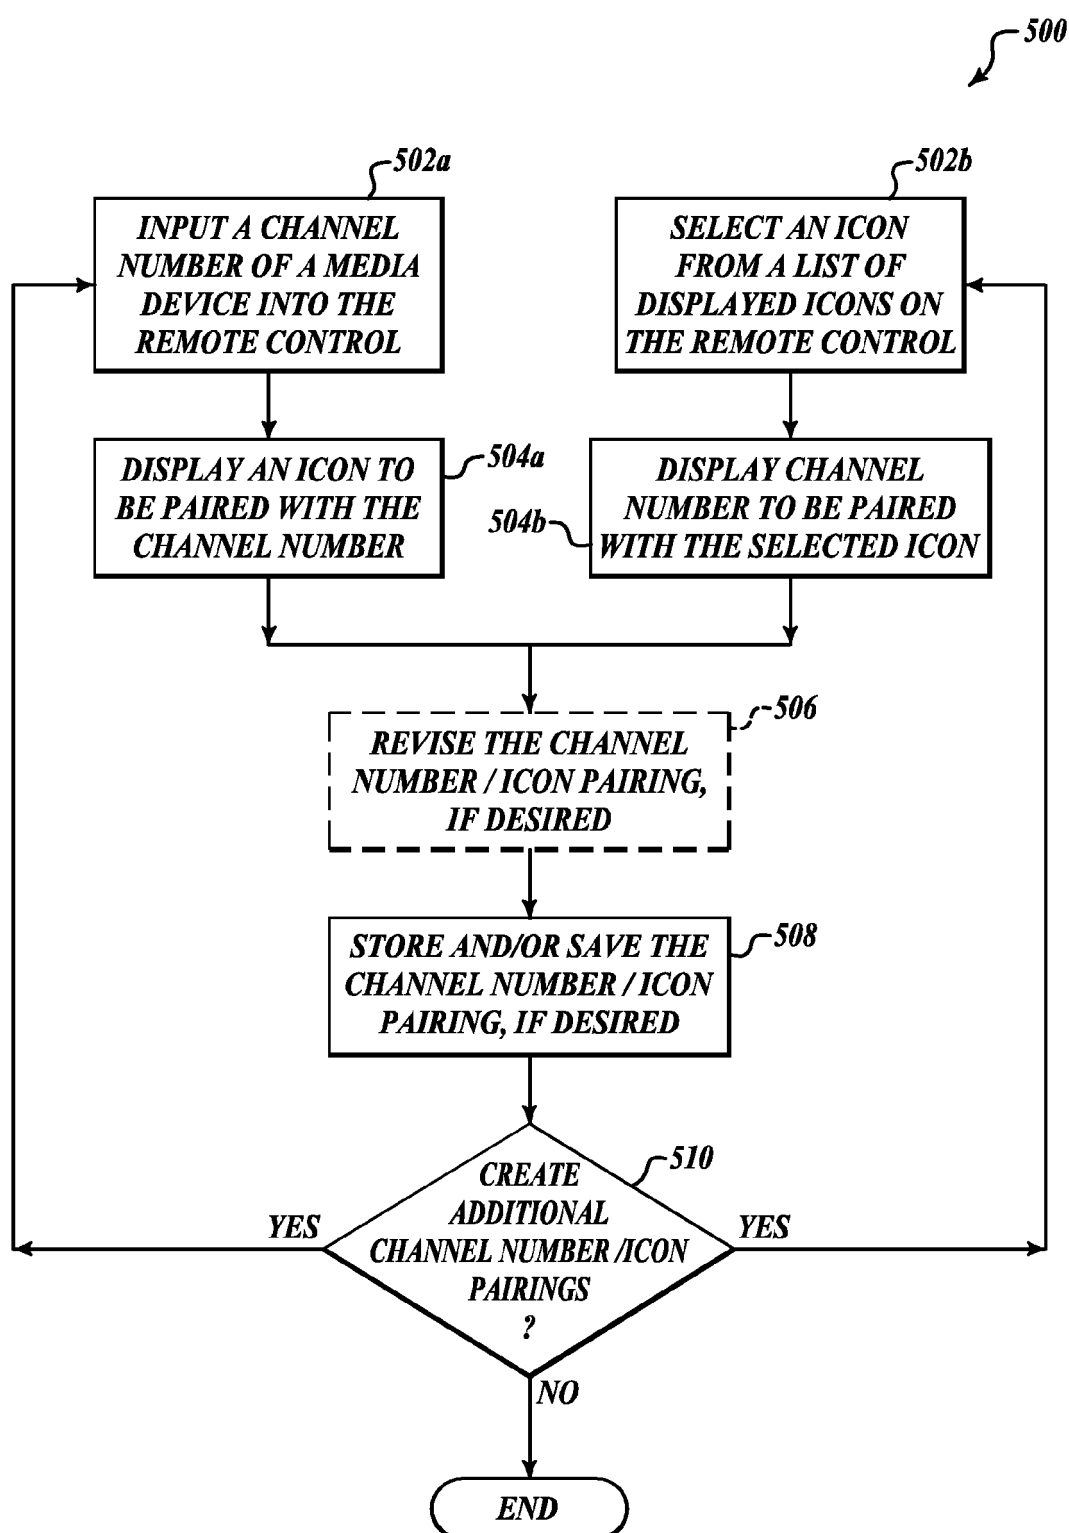 500
502a
INPUT A CHANNEL
NUMBER OF A MEDIA
DEVICE INTO THE
REMOTE CONTROL
502b
SELECT AN ICON
FROM A LIST OF
DISPLAYED ICONS ON
THE REMOTE CONTROL
504a
DISPLAY AN ICON TO
BE PAIRED WITH THE
CHANNEL NUMBER
504b
DISPLAY CHANNEL
NUMBER TO BE PAIRED
WITH THE SELECTED ICON
506
REVISE THE CHANNEL
NUMBER / ICON PAIRING,
IF DESIRED
508
STORE AND/OR SAVE THE
CHANNEL NUMBER / ICON
PAIRING, IF DESIRED
510
CREATE
ADDITIONAL
CHANNEL NUMBER /ICON
PAIRINGS
?
YES
YES
NO
END